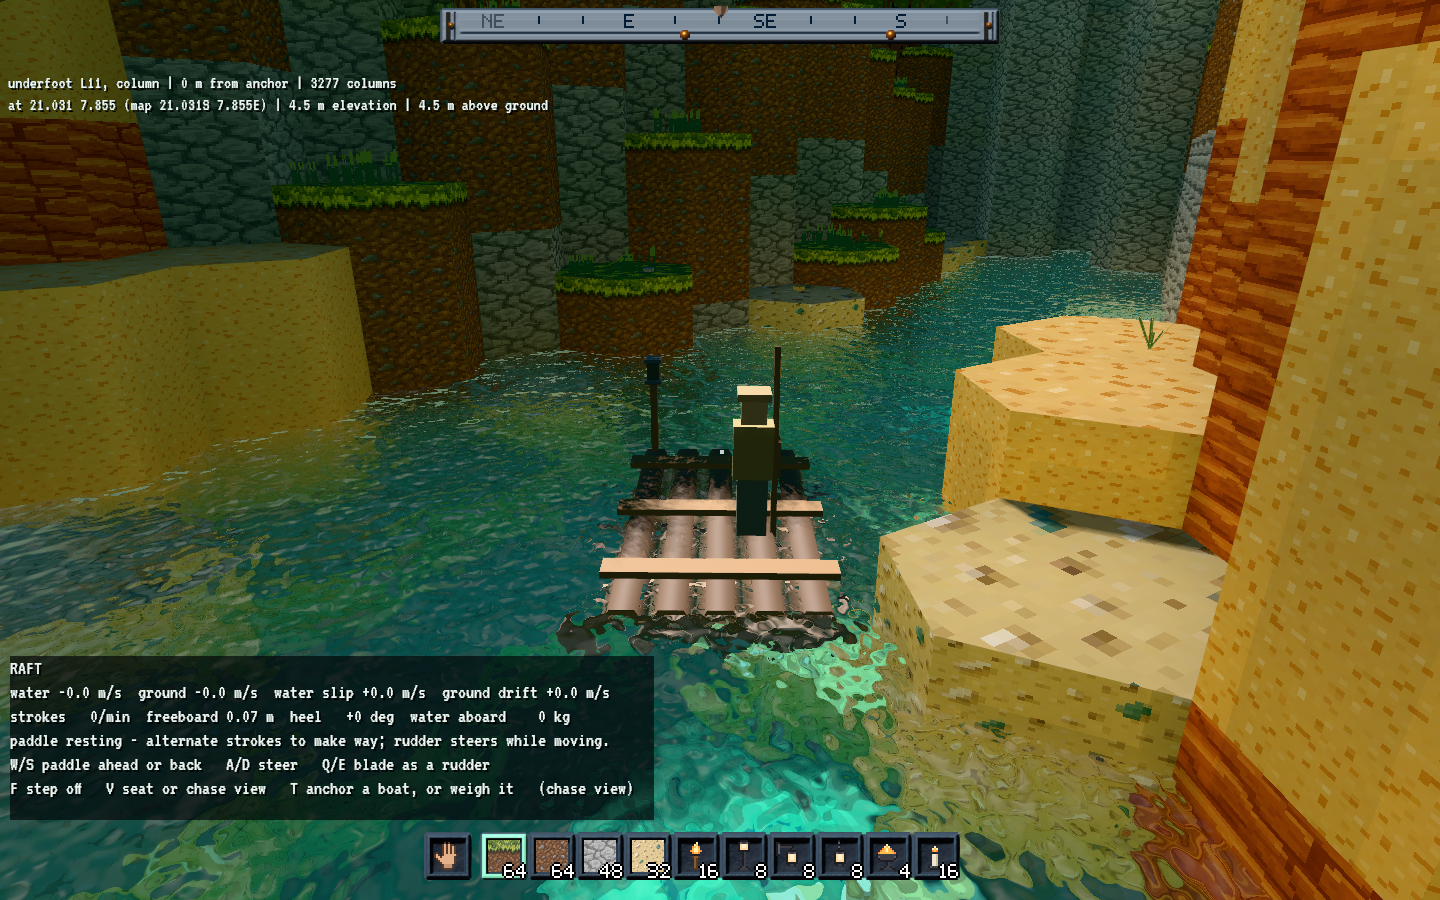 NE E SE S
underfoot L11, column | 0 m from anchor | 3277 columns
at 21.031 7.855 (map 21.031S 7.855E) | 4.5 m elevation | 4.5 m above ground
RAFT
water -0.0 m/s ground -0.0 m/s water slip +0.0 m/s ground drift +0.0 m/s
strokes 0/min freeboard 0.07 m heel +0 deg water aboard 0 kg
paddle resting - alternate strokes to make way; rudder steers while moving.
W/S paddle ahead or back A/D steer Q/E blade as a rudder
F step off V seat or chase view T anchor a boat, or weigh it (chase view)
64 64 48 32 16 8 8 8 4 16